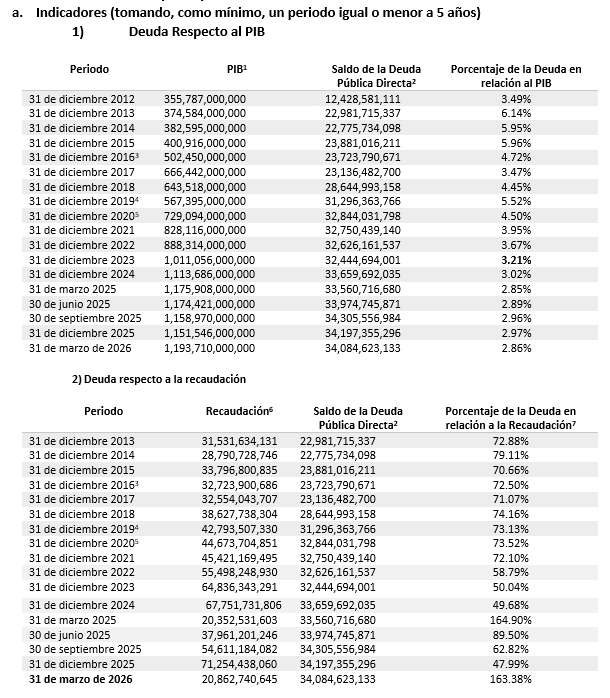 a. Indicadores (tomando, como mínimo, un periodo igual o menor a 5 años)
1) Deuda Respecto al PIB
Periodo PIB¹ Saldo de la Deuda Pública Directa² Porcentaje de la Deuda en relación al PIB
31 de diciembre 2012 355,787,000,000 12,428,581,111 3.49%
31 de diciembre 2013 374,584,000,000 22,981,715,337 6.14%
31 de diciembre 2014 382,595,000,000 22,775,734,098 5.95%
31 de diciembre 2015 400,916,000,000 23,881,016,211 5.96%
31 de diciembre 2016³ 502,450,000,000 23,723,790,671 4.72%
31 de diciembre 2017 666,442,000,000 23,136,482,700 3.47%
31 de diciembre 2018 643,518,000,000 28,644,993,158 4.45%
31 de diciembre 2019⁴ 567,395,000,000 31,296,363,766 5.52%
31 de diciembre 2020⁵ 729,094,000,000 32,844,031,798 4.50%
31 de diciembre 2021 828,116,000,000 32,750,439,140 3.95%
31 de diciembre 2022 888,314,000,000 32,626,161,537 3.67%
31 de diciembre 2023 1,011,056,000,000 32,444,694,001 3.21%
31 de diciembre 2024 1,113,686,000,000 33,659,692,035 3.02%
31 de marzo 2025 1,175,908,000,000 33,560,716,680 2.85%
30 de junio 2025 1,174,421,000,000 33,974,745,871 2.89%
30 de septiembre 2025 1,158,970,000,000 34,305,556,984 2.96%
31 de diciembre 2025 1,151,546,000,000 34,197,355,296 2.97%
31 de marzo de 2026 1,193,710,000,000 34,084,623,133 2.86%
2) Deuda respecto a la recaudación
Periodo Recaudación⁶ Saldo de la Deuda Pública Directa² Porcentaje de la Deuda en relación a la Recaudación⁷
31 de diciembre 2013 31,531,634,131 22,981,715,337 72.88%
31 de diciembre 2014 28,790,728,746 22,775,734,098 79.11%
31 de diciembre 2015 33,796,800,835 23,881,016,211 70.66%
31 de diciembre 2016³ 32,723,900,686 23,723,790,671 72.50%
31 de diciembre 2017 32,554,043,707 23,136,482,700 71.07%
31 de diciembre 2018 38,627,738,304 28,644,993,158 74.16%
31 de diciembre 2019⁴ 42,793,507,330 31,296,363,766 73.13%
31 de diciembre 2020⁵ 44,673,704,851 32,844,031,798 73.52%
31 de diciembre 2021 45,421,169,495 32,750,439,140 72.10%
31 de diciembre 2022 55,498,248,930 32,626,161,537 58.79%
31 de diciembre 2023 64,836,343,291 32,444,694,001 50.04%
31 de diciembre 2024 67,751,731,806 33,659,692,035 49.68%
31 de marzo 2025 20,352,531,603 33,560,716,680 164.90%
30 de junio 2025 37,961,201,246 33,974,745,871 89.50%
30 de septiembre 2025 54,611,184,082 34,305,556,984 62.82%
31 de diciembre 2025 71,254,438,060 34,197,355,296 47.99%
31 de marzo de 2026 20,862,740,645 34,084,623,133 163.38%